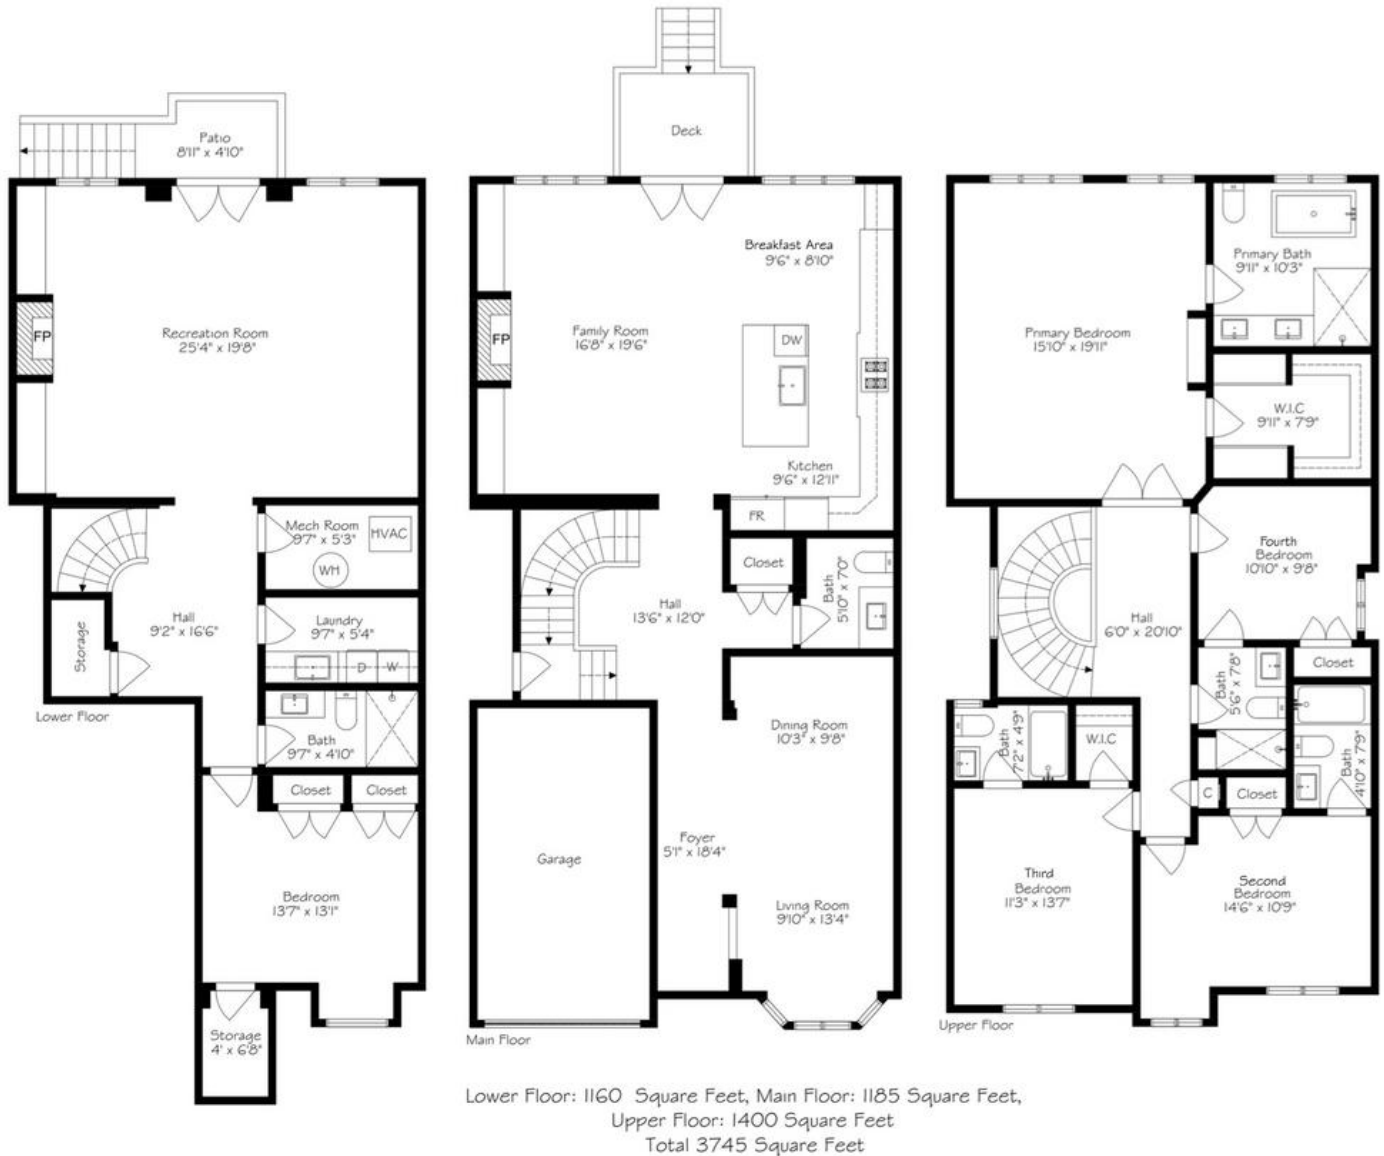 Patio
8'11" x 4'10"
FP
Recreation Room
25'4" x 19'8"
Mech Room
9'7" x 5'3"
HVAC
WH
Hall
9'2" x 16'6"
Laundry
9'7" x 5'4"
D
W
Storage
Lower Floor
Bath
9'7" x 4'10"
Closet
Closet
Bedroom
13'7" x 13'1"
Storage
4' x 6'8"
Deck
Breakfast Area
9'6" x 8'10"
FP
Family Room
16'8" x 19'6"
DW
Kitchen
9'6" x 12'11"
FR
Closet
Bath
5'10" x 7'0"
Hall
13'6" x 12'0"
Dining Room
10'3" x 9'8"
Foyer
5'1" x 18'4"
Garage
Living Room
9'10" x 13'4"
Main Floor
Primary Bath
9'11" x 10'3"
Primary Bedroom
15'10" x 19'11"
W.I.C
9'11" x 7'9"
Fourth
Bedroom
10'10" x 9'8"
Hall
6'0" x 20'10"
Closet
Bath
5'6" x 7'8"
Bath
7'2" x 4'9"
W.I.C
Bath
4'10" x 7'9"
C
Closet
Third
Bedroom
11'3" x 13'7"
Second
Bedroom
14'6" x 10'9"
Upper Floor
Lower Floor: 1160 Square Feet, Main Floor: 1185 Square Feet,
Upper Floor: 1400 Square Feet
Total 3745 Square Feet